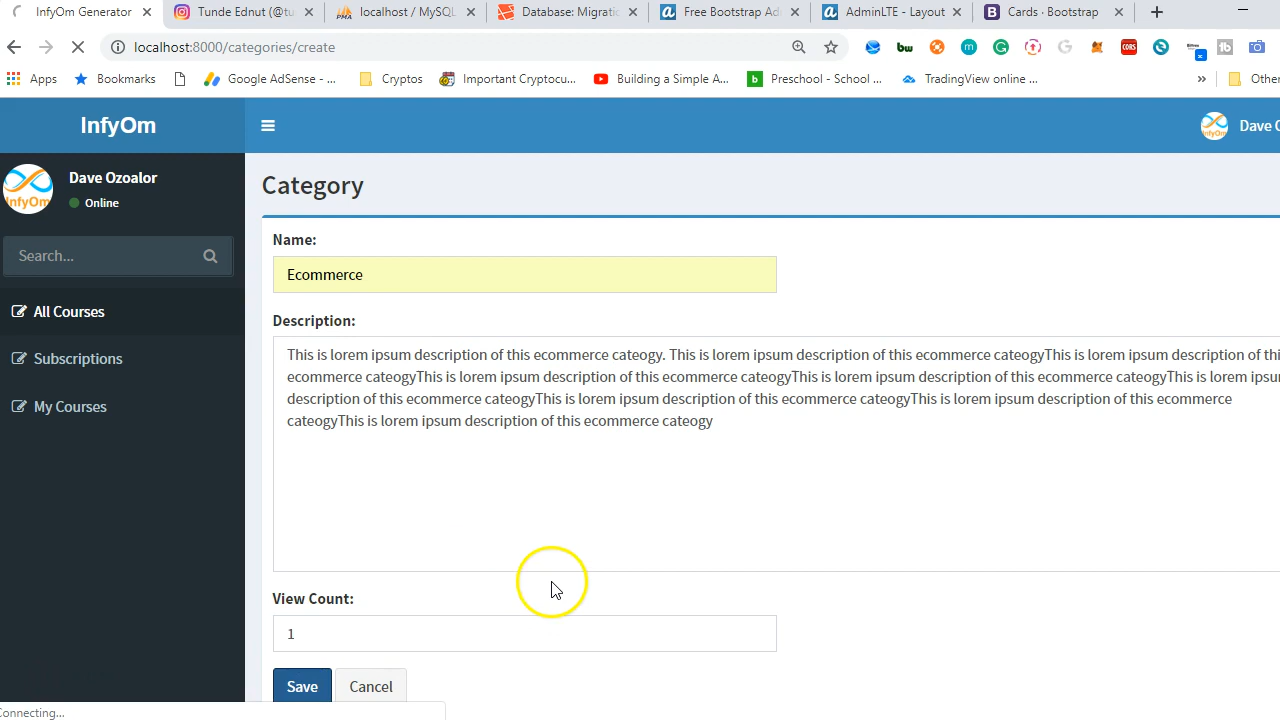 InfyOm Generator
Tunde Ednut (@tu
localhost / MySQL
Database: Migratio
Free Bootstrap Ad
AdminLTE - Layout
Cards · Bootstrap
localhost:8000/categories/create
bw
m
CORS
tb
Apps
Bookmarks
Google AdSense - ...
Cryptos
Important Cryptocu...
Building a Simple A...
Preschool - School ...
TradingView online ...
»
Other
InfyOm
Dave O
Dave Ozoalor
Online
InfyOm
Search...
All Courses
Subscriptions
My Courses
Category
Name:
Ecommerce
Description:
This is lorem ipsum description of this ecommerce cateogy. This is lorem ipsum description of this ecommerce cateogyThis is lorem ipsum description of thi
ecommerce cateogyThis is lorem ipsum description of this ecommerce cateogyThis is lorem ipsum description of this ecommerce cateogyThis is lorem ipsu
description of this ecommerce cateogyThis is lorem ipsum description of this ecommerce cateogyThis is lorem ipsum description of this ecommerce
cateogyThis is lorem ipsum description of this ecommerce cateogy
View Count:
1
Save
Cancel
Connecting...